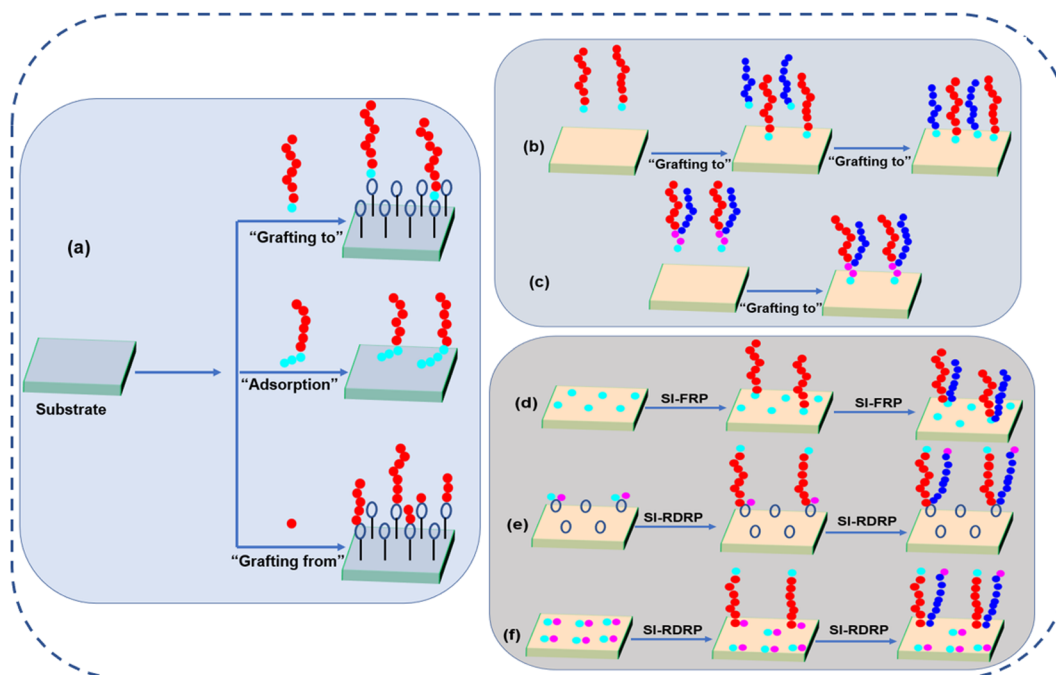 (a)
Substrate
“Grafting to”
“Adsorption”
“Grafting from”
(b)
“Grafting to”
“Grafting to”
(c)
“Grafting to”
(d)
SI-FRP
SI-FRP
(e)
SI-RDRP
SI-RDRP
(f)
SI-RDRP
SI-RDRP